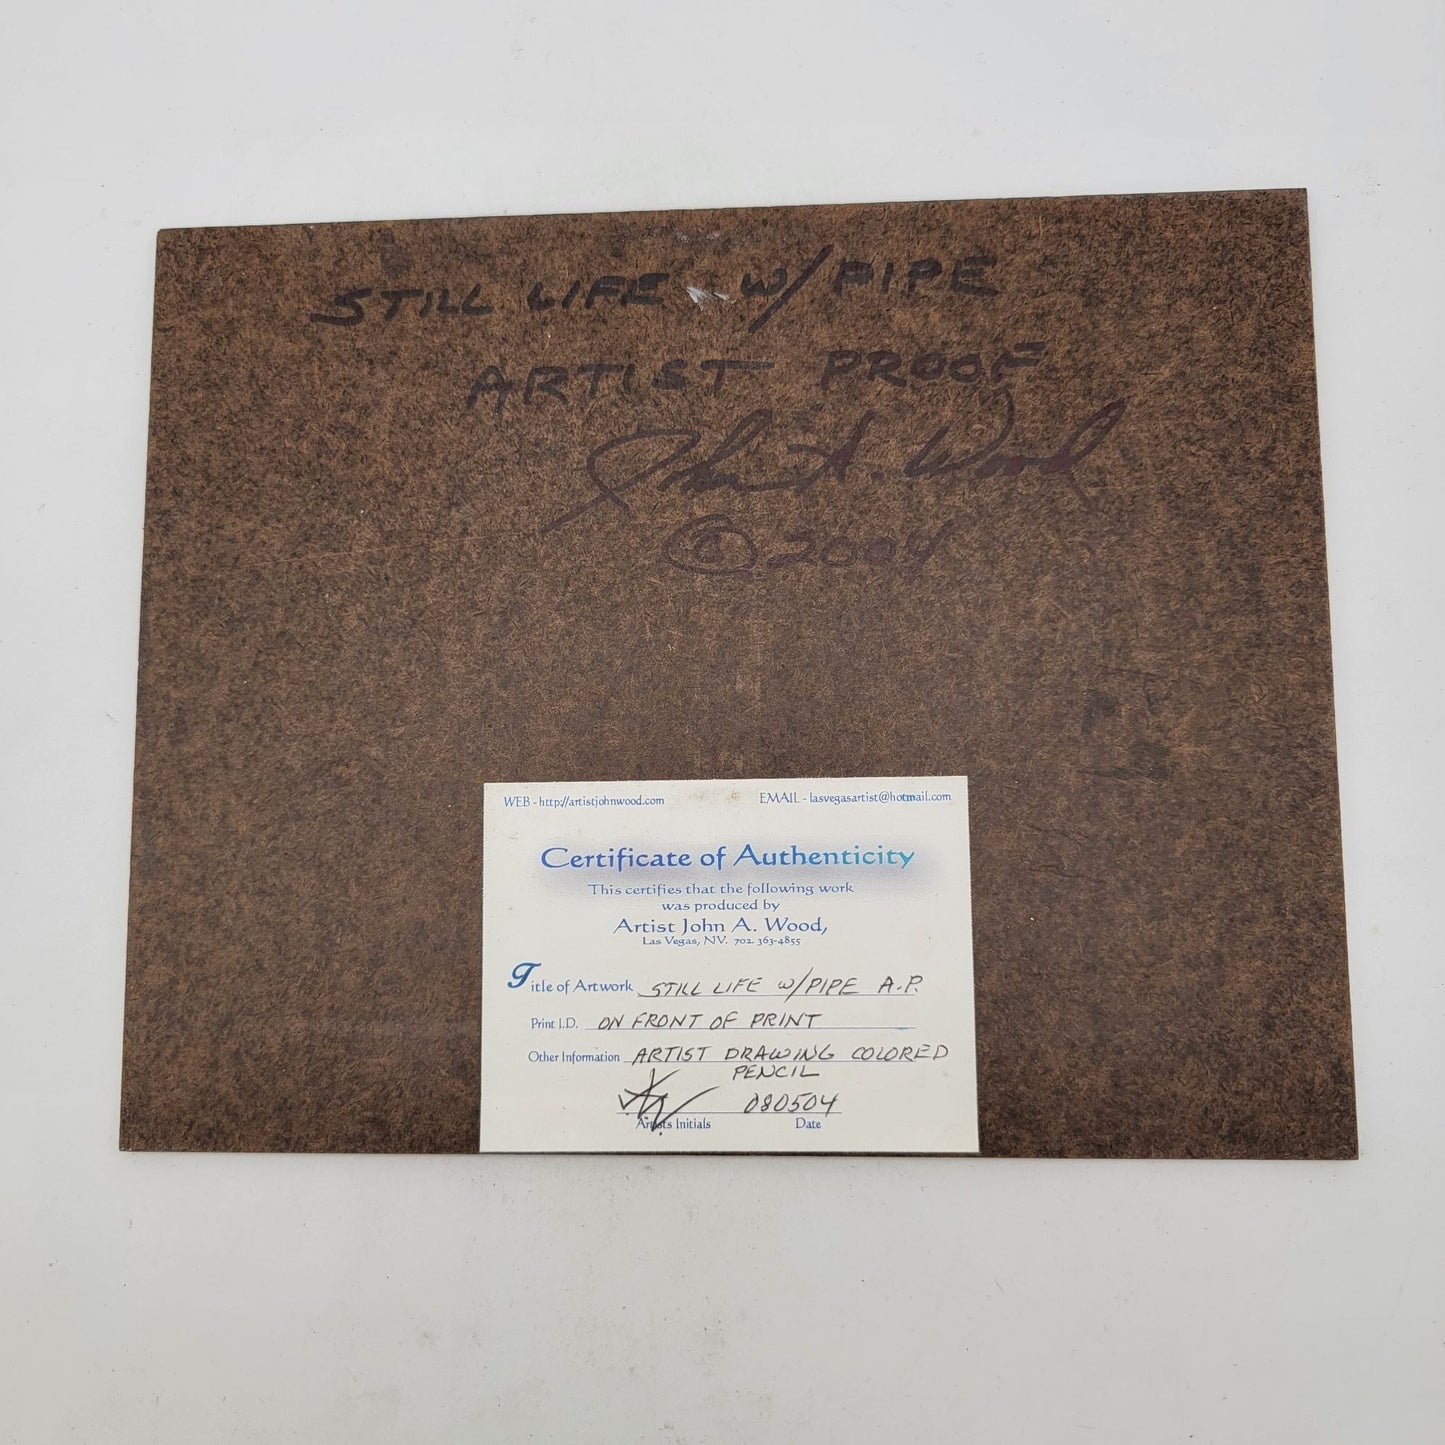 STILL LIFE W/PIPE
ARTIST PROOF
John A. Wood
© 2004
WEB - http://artistjohnwood.com EMAIL - lasvegasartist@hotmail.com
Certificate of Authenticity
This certifies that the following work
was produced by
Artist John A. Wood,
Las Vegas, NV. 702. 363-4855
Title of Artwork STILL LIFE W/PIPE A.P.
Print I.D. ON FRONT OF PRINT
Other Information ARTIST DRAWING COLORED
PENCIL
080504
Artists Initials Date